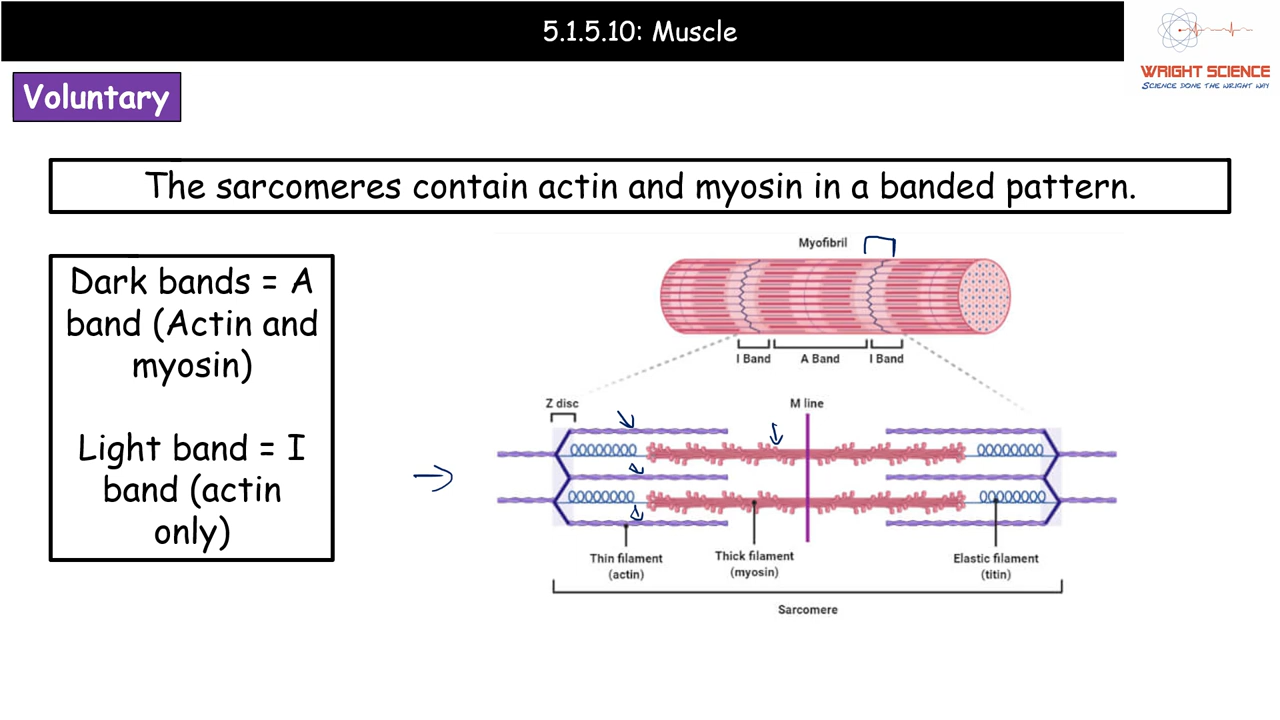 5.1.5.10: Muscle
WRIGHT SCIENCE
SCIENCE DONE THE WRIGHT WAY
Voluntary
The sarcomeres contain actin and myosin in a banded pattern.
Dark bands = A
band (Actin and
myosin)
Light band = I
band (actin
only)
Myofibril
I Band
A Band
I Band
Z disc
M line
Thin filament
(actin)
Thick filament
(myosin)
Elastic filament
(titin)
Sarcomere